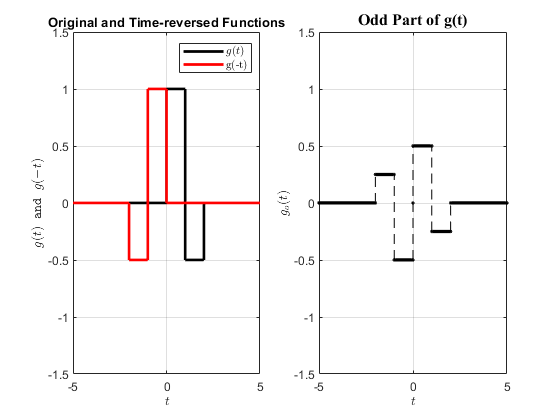 Original and Time-reversed Functions
1.5
1
0.5
0
-0.5
-1
-1.5
g(t) and g(−t)
g(t)
g(-t)
-5
0
5
t
Odd Part of g(t)
1.5
1
0.5
0
-0.5
-1
-1.5
gₒ(t)
-5
0
5
t